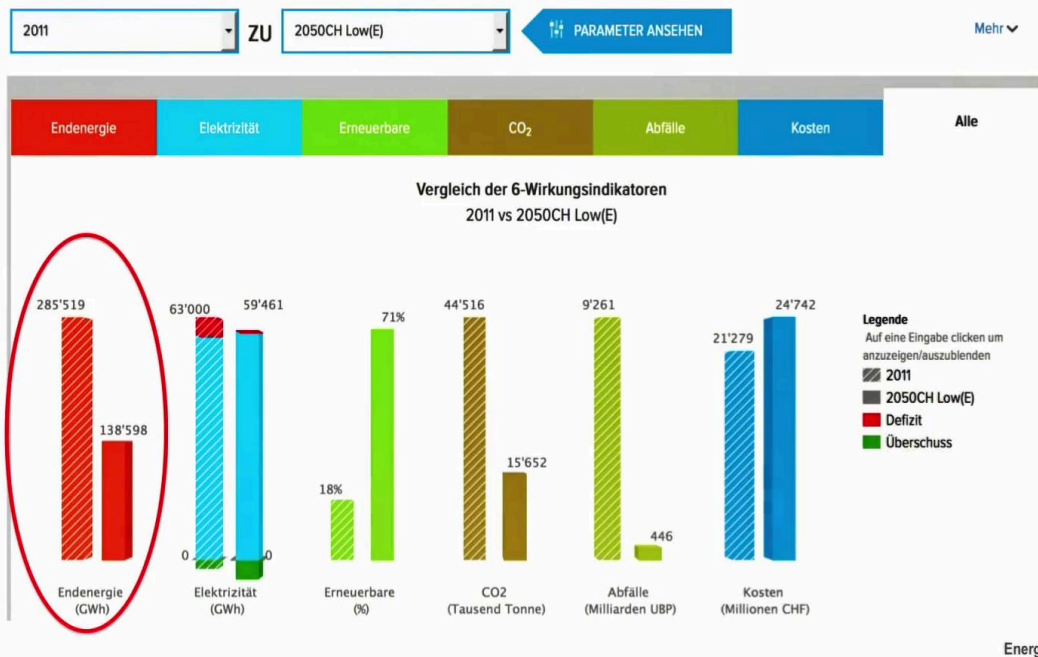 2011
ZU
2050CH Low(E)
PARAMETER ANSEHEN
Mehr
Endenergie
Elektrizität
Erneuerbare
CO₂
Abfälle
Kosten
Alle
Vergleich der 6-Wirkungsindikatoren
2011 vs 2050CH Low(E)
285'519
138'598
63'000
59'461
0
0
18%
71%
44'516
15'652
9'261
446
21'279
24'742
Endenergie
(GWh)
Elektrizität
(GWh)
Erneuerbare
(%)
CO2
(Tausend Tonne)
Abfälle
(Milliarden UBP)
Kosten
(Millionen CHF)
Legende
Auf eine Eingabe clicken um
anzuzeigen/auszublenden
2011
2050CH Low(E)
Defizit
Überschuss
Energ